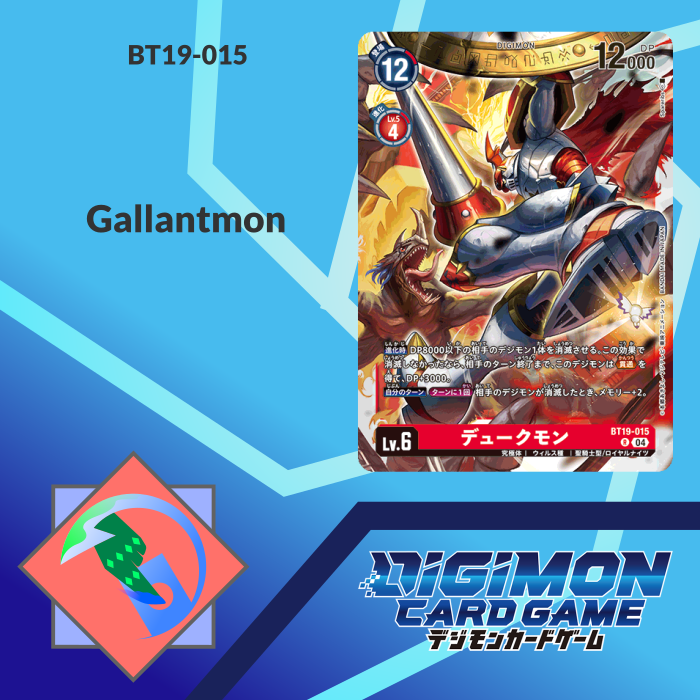 BT19-015
Gallantmon
DIGIMON
登場
12
DP
12000
進化
Lv.5
4
進化時 DP8000以下の相手のデジモン1体を消滅させる。この効果で
消滅しなかったなら、相手のターン終了まで、このデジモンは 貫通 を
得て、DP+3000。
自分のターン ターンに1回 相手のデジモンが消滅したとき、メモリー+2。
BT19-015
Lv.6
デュークモン
R 04
究極体 | ウィルス種 | 聖騎士型/ロイヤルナイツ
DIGIMON
CARD GAME
デジモンカードゲーム